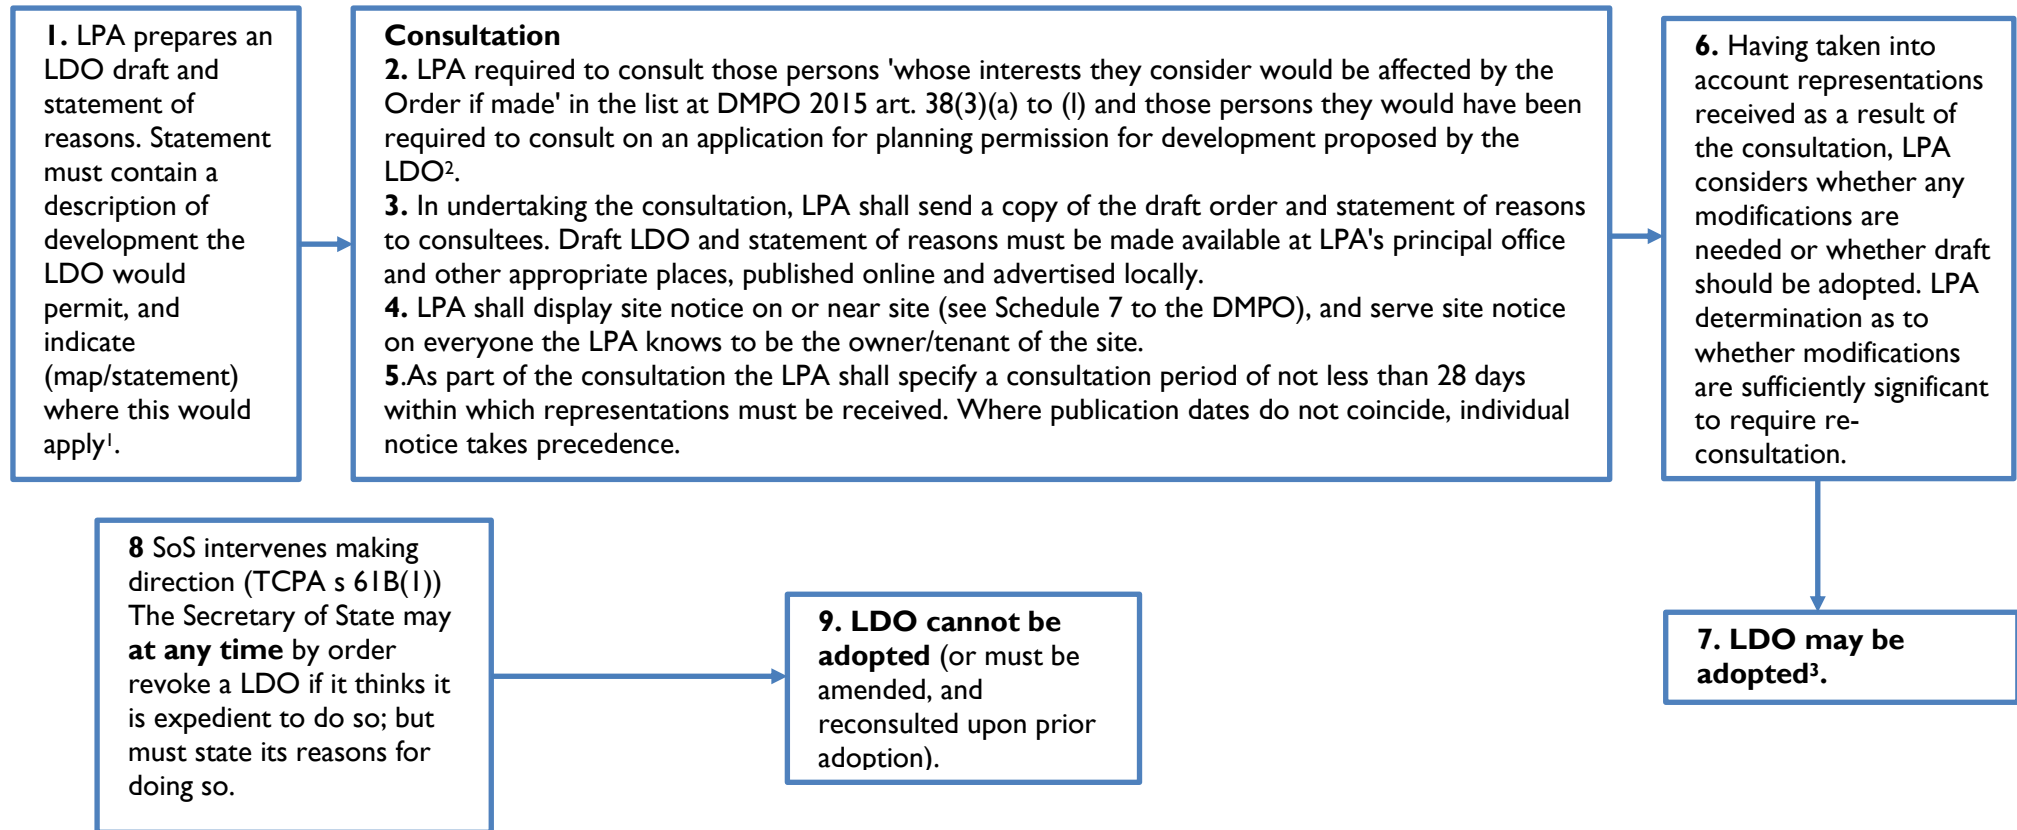 1. LPA prepares an
LDO draft and
statement of
reasons. Statement
must contain a
description of
development the
LDO would
permit, and
indicate
(map/statement)
where this would
apply¹.
Consultation
2. LPA required to consult those persons 'whose interests they consider would be affected by the
Order if made' in the list at DMPO 2015 art. 38(3)(a) to (l) and those persons they would have been
required to consult on an application for planning permission for development proposed by the
LDO².
3. In undertaking the consultation, LPA shall send a copy of the draft order and statement of reasons
to consultees. Draft LDO and statement of reasons must be made available at LPA's principal office
and other appropriate places, published online and advertised locally.
4. LPA shall display site notice on or near site (see Schedule 7 to the DMPO), and serve site notice
on everyone the LPA knows to be the owner/tenant of the site.
5.As part of the consultation the LPA shall specify a consultation period of not less than 28 days
within which representations must be received. Where publication dates do not coincide, individual
notice takes precedence.
6. Having taken into
account representations
received as a result of
the consultation, LPA
considers whether any
modifications are
needed or whether draft
should be adopted. LPA
determination as to
whether modifications
are sufficiently significant
to require re-
consultation.
7. LDO may be
adopted³.
8 SoS intervenes making
direction (TCPA s 61B(1))
The Secretary of State may
at any time by order
revoke a LDO if it thinks it
is expedient to do so; but
must state its reasons for
doing so.
9. LDO cannot be
adopted (or must be
amended, and
reconsulted upon prior
adoption).